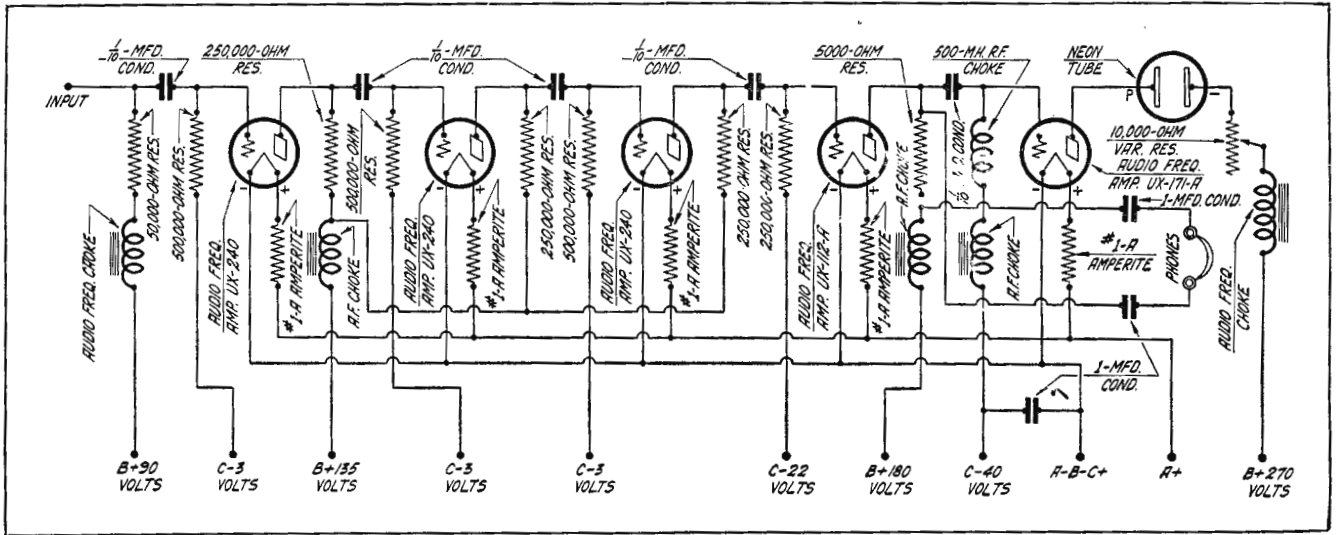 1/10-MFD.
COND.
250,000-OHM
RES.
1/10-MFD.
COND.
1/10-MFD.
COND.
5000-OHM
RES.
500-M.H. R.F.
CHOKE
NEON
TUBE
INPUT
P
-
50,000-OHM RES.
500,000-OHM RES.
500,000-OHM
RES.
250,000-OHM RES.
500,000-OHM RES.
250,000-OHM RES.
250,000-OHM RES.
A.F. CHOKE
COND.
10,000-OHM
VAR. RES.
AUDIO FREQ.
AMP. UX-171-A
1-MFD. COND.
- +
- +
- +
- +
- +
AUDIO FREQ. CHOKE
AUDIO FREQ.
AMP. UX-240
#1-A AMPERITE
A.F. CHOKE
AUDIO FREQ.
AMP. UX-240
#1-A AMPERITE
AUDIO FREQ.
AMP. UX-240
#1-A AMPERITE
AUDIO FREQ.
AMP. UX-112-A
#1-A AMPERITE
A.F. CHOKE
#1-A
AMPERITE
PHONES
AUDIO FREQ.
CHOKE
1-MFD.
COND.
B+90
VOLTS
C-3
VOLTS
B+135
VOLTS
C-3
VOLTS
C-3
VOLTS
C-22
VOLTS
B+180
VOLTS
C-40
VOLTS
A-B-C+
A+
B+270
VOLTS